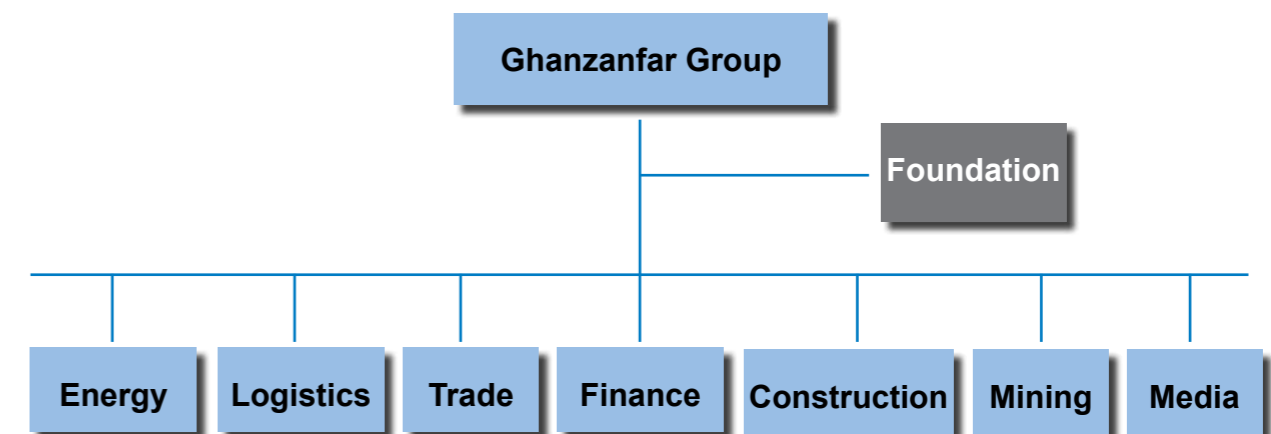 Ghanzanfar Group
Foundation
Energy
Logistics
Trade
Finance
Construction
Mining
Media